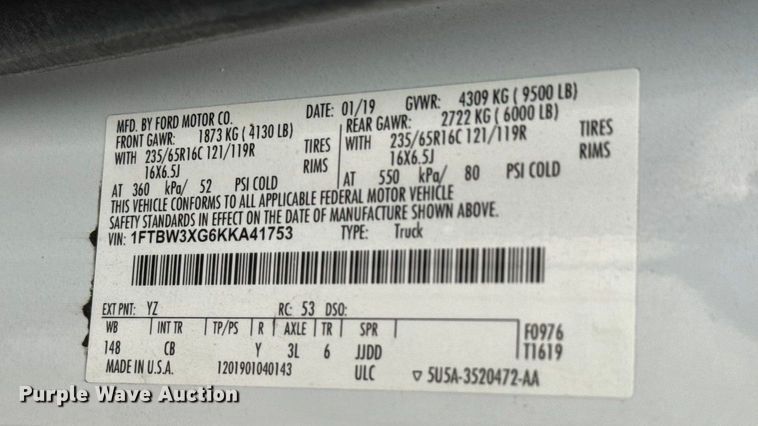 MFD. BY FORD MOTOR CO. DATE: 01/19 GVWR: 4309 KG ( 9500 LB)
FRONT GAWR: 1873 KG ( 4130 LB) REAR GAWR: 2722 KG ( 6000 LB)
WITH 235/65R16C 121/119R TIRES WITH 235/65R16C 121/119R TIRES
16X6.5J RIMS 16X6.5J RIMS
AT 360 kPa/ 52 PSI COLD AT 550 kPa/ 80 PSI COLD
THIS VEHICLE CONFORMS TO ALL APPLICABLE FEDERAL MOTOR VEHICLE
SAFETY STANDARDS IN EFFECT ON THE DATE OF MANUFACTURE SHOWN ABOVE.
VIN: 1FTBW3XG6KKA41753 TYPE: Truck
EXT PNT: YZ RC: 53 DSO:
WB INT TR TP/PS R AXLE TR SPR F0976
148 CB Y 3L 6 JJDD T1619
MADE IN U.S.A. 1201901040143 ULC ▽ 5U5A-3520472-AA
Purple Wave Auction